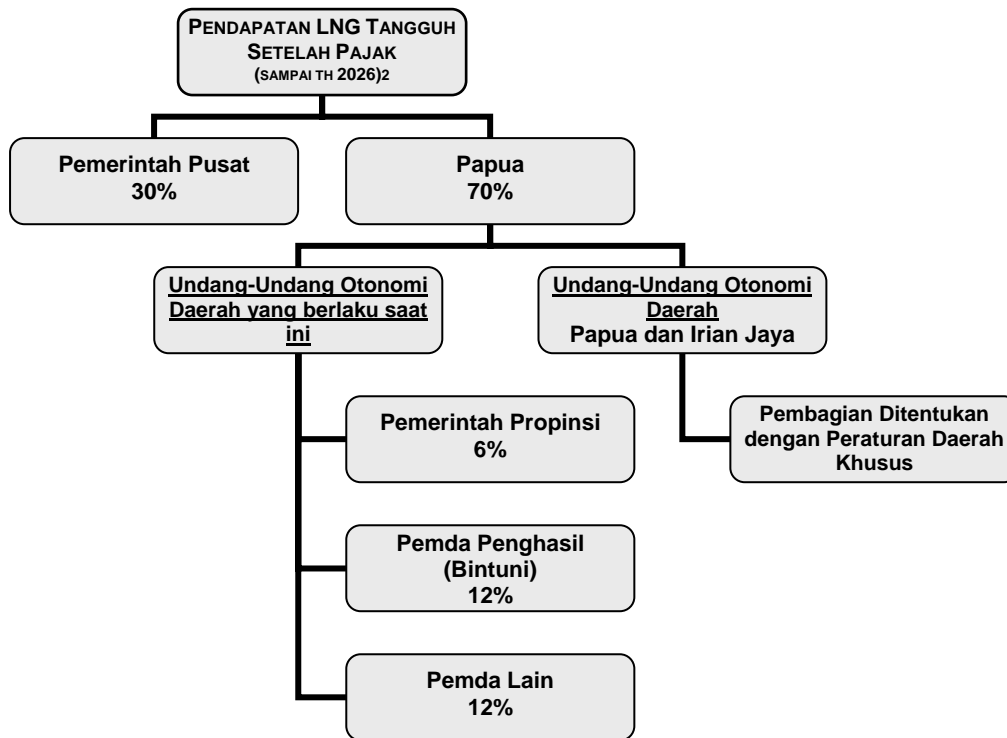 PENDAPATAN LNG TANGGUH
SETELAH PAJAK
(SAMPAI TH 2026)2
Pemerintah Pusat
30%
Papua
70%
Undang-Undang Otonomi
Daerah yang berlaku saat
ini
Undang-Undang Otonomi
Daerah
Papua dan Irian Jaya
Pemerintah Propinsi
6%
Pembagian Ditentukan
dengan Peraturan Daerah
Khusus
Pemda Penghasil
(Bintuni)
12%
Pemda Lain
12%